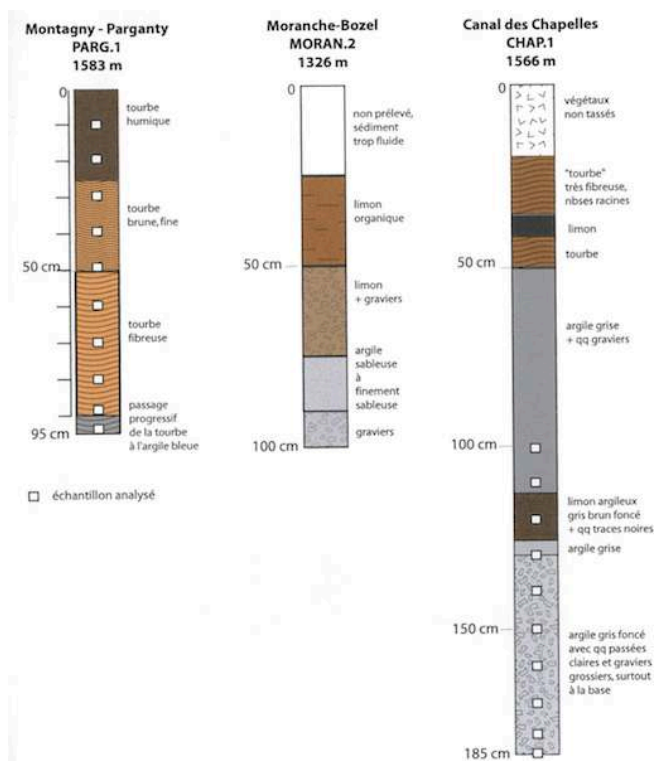 Montagny - Parganty
PARG.1
1583 m
0
tourbe
humique
tourbe
brune, fine
50 cm
tourbe
fibreuse
passage
progressif
de la tourbe
à l'argile bleue
95 cm
échantillon analysé
Moranche-Bozel
MORAN.2
1326 m
0
non prélevé,
sédiment
trop fluide
limon
organique
50 cm
limon
+ graviers
argile
sableuse
à
finement
sableuse
graviers
100 cm
Canal des Chapelles
CHAP.1
1566 m
0
végétaux
non tassés
"tourbe"
très fibreuse,
nbses racines
limon
tourbe
50 cm
argile grise
+ qq graviers
100 cm
limon argileux
gris brun foncé
+ qq traces noires
argile grise
150 cm
argile gris foncé
avec qq passées
claires et graviers
grossiers, surtout
à la base
185 cm